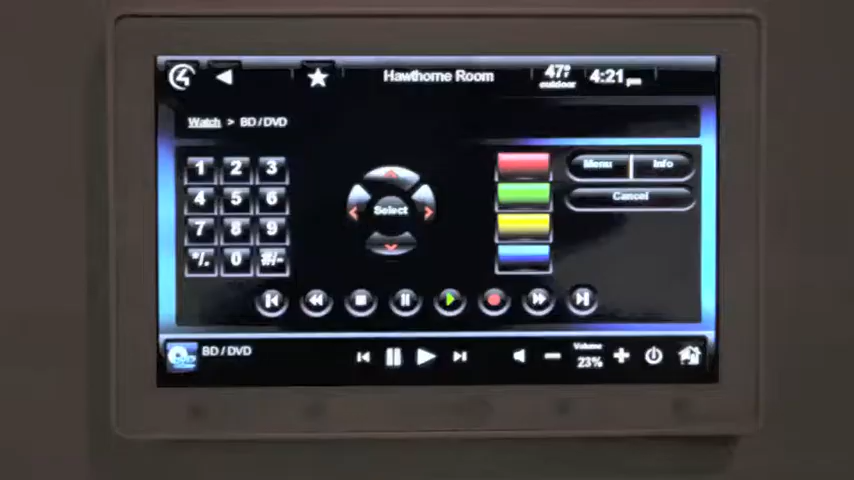 Hawthorne Room
47°
outdoor
4:21 pm
Watch > BD/DVD
1 2 3
4 5 6
7 8 9
*/. 0 #/-
Select
Menu Info
Cancel
BD/DVD
Volume
23%